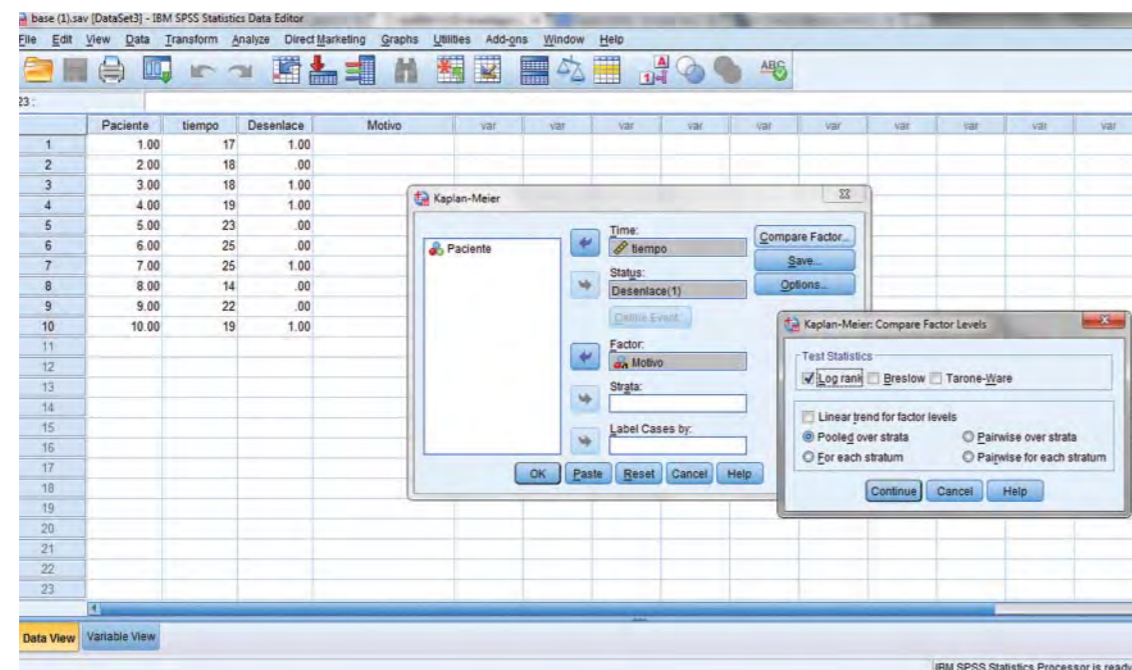 base (1).sav [DataSet3] - IBM SPSS Statistics Data Editor
File Edit View Data Transform Analyze Direct Marketing Graphs Utilities Add-ons Window Help
23 :
Paciente tiempo Desenlace Motivo var var var var var var var var var var
1 1.00 17 1.00
2 2.00 18 .00
3 3.00 18 1.00
4 4.00 19 1.00
5 5.00 23 .00
6 6.00 25 .00
7 7.00 25 1.00
8 8.00 14 .00
9 9.00 22 .00
10 10.00 19 1.00
11
12
13
14
15
16
17
18
19
20
21
22
23
Kaplan-Meier
Paciente
Time:
tiempo
Status:
Desenlace(1)
Define Event...
Factor:
Motivo
Strata:
Label Cases by:
Compare Factor...
Save...
Options...
OK Paste Reset Cancel Help
Kaplan-Meier: Compare Factor Levels
Test Statistics
Log rank Breslow Tarone-Ware
Linear trend for factor levels
Pooled over strata Pairwise over strata
For each stratum Pairwise for each stratum
Continue Cancel Help
Data View Variable View
IBM SPSS Statistics Processor is ready